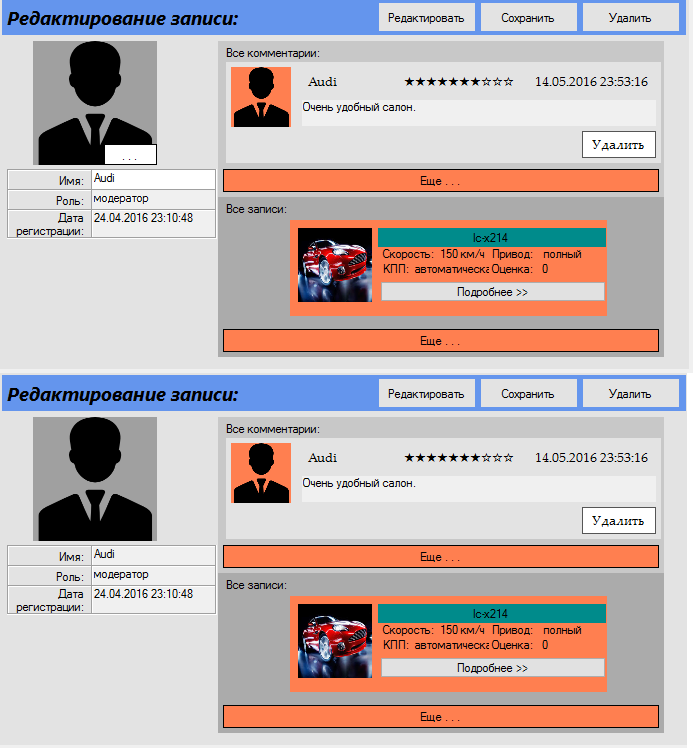 Редактирование записи: Редактировать Сохранить Удалить
Все комментарии:
Audi ★★★★★★★☆☆☆ 14.05.2016 23:53:16
Очень удобный салон.
Удалить
. . .
Имя: Audi
Роль: модератор
Дата регистрации: 24.04.2016 23:10:48
Еще . . .
Все записи:
lc-x214
Скорость: 150 км/ч Привод: полный
КПП: автоматическа Оценка: 0
Подробнее >>
Еще . . .
Редактирование записи: Редактировать Сохранить Удалить
Все комментарии:
Audi ★★★★★★★☆☆☆ 14.05.2016 23:53:16
Очень удобный салон.
Удалить
Имя: Audi
Роль: модератор
Дата регистрации: 24.04.2016 23:10:48
Еще . . .
Все записи:
lc-x214
Скорость: 150 км/ч Привод: полный
КПП: автоматическа Оценка: 0
Подробнее >>
Еще . . .